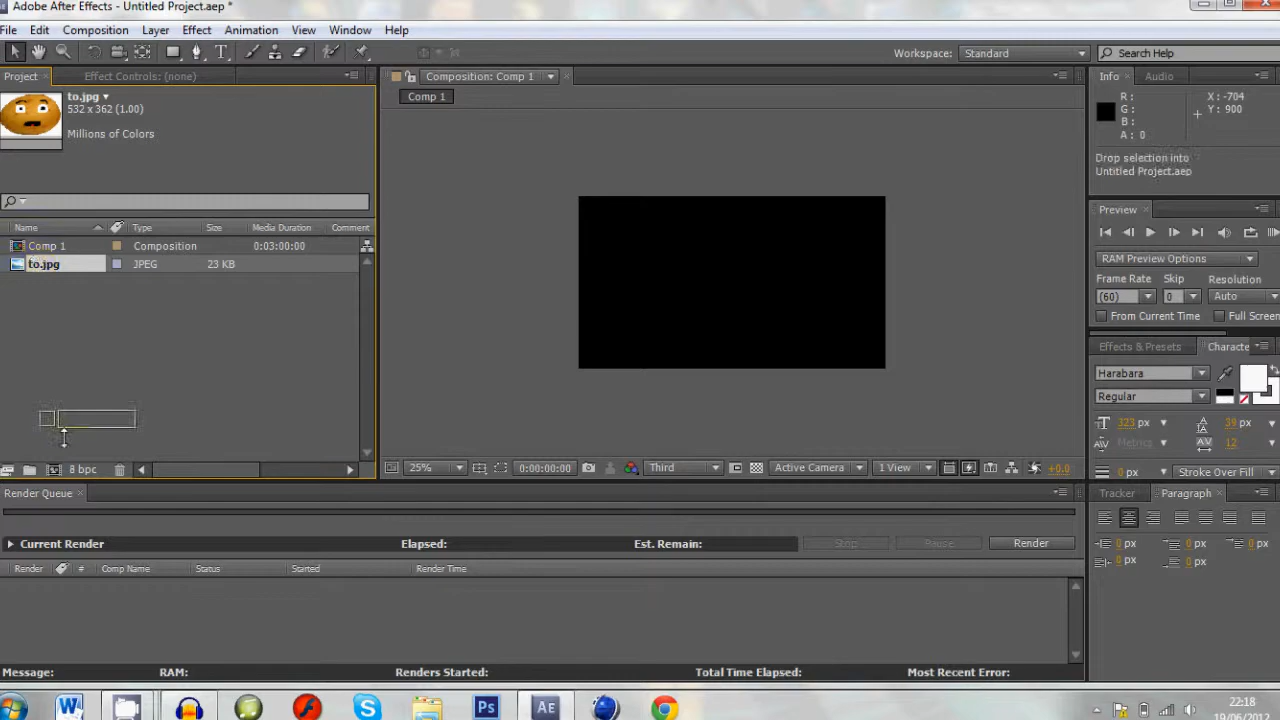 Adobe After Effects - Untitled Project.aep *
File Edit Composition Layer Effect Animation View Window Help
Workspace: Standard Search Help
Project Effect Controls: (none) Composition: Comp 1 Info Audio
to.jpg
532 x 362 (1.00)
Millions of Colors
Comp 1
R :
G :
B :
A : 0
X : -704
Y : 900
Drop selection into
Untitled Project.aep
Preview
Name Type Size Media Duration Comment
Comp 1 Composition 0:03:00:00
to.jpg JPEG 23 KB
RAM Preview Options
Frame Rate Skip Resolution
(60) 0 Auto
From Current Time Full Screen
Effects & Presets Characte
Harabara
Regular
323 px 39 px
Metrics 12
0 px Stroke Over Fill
8 bpc 25% 0:00:00:00 Third Active Camera 1 View +0.0
Render Queue Tracker Paragraph
Current Render Elapsed: Est. Remain: Stop Pause Render
0 px 0 px 0 px
0 px 0 px
Render # Comp Name Status Started Render Time
Message: RAM: Renders Started: Total Time Elapsed: Most Recent Error:
W Ps Ae
22:18
19/06/2012